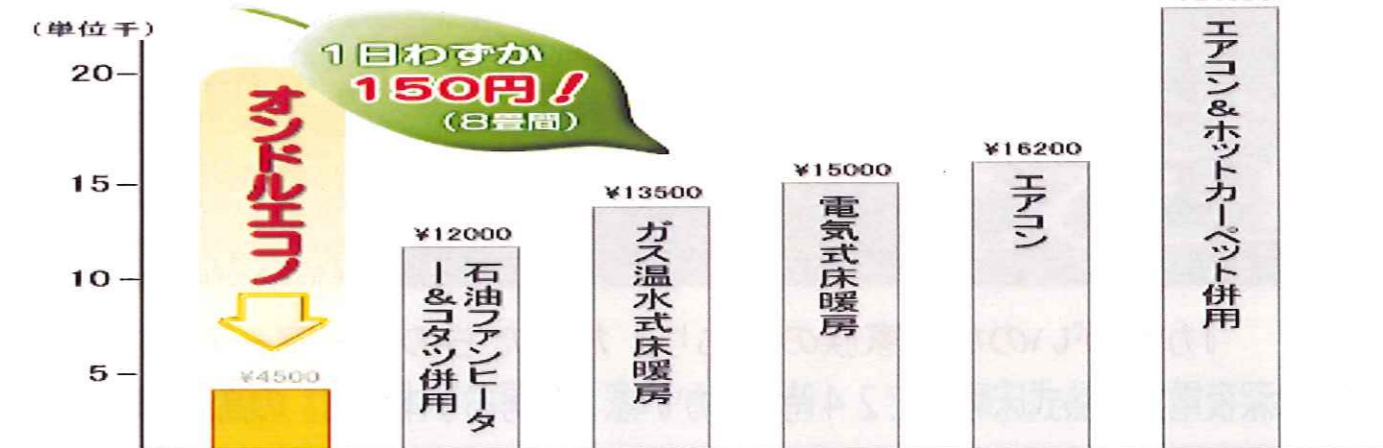 (単位千)
20
15
10
5
1日わずか
150円!
(8畳間)
オンドルエコノ
¥4500
¥12000
石油ファンヒータ
ー&コタツ併用
¥13500
ガス温水式床暖房
¥15000
電気式床暖房
¥16200
エアコン
エアコン&ホットカーペット併用